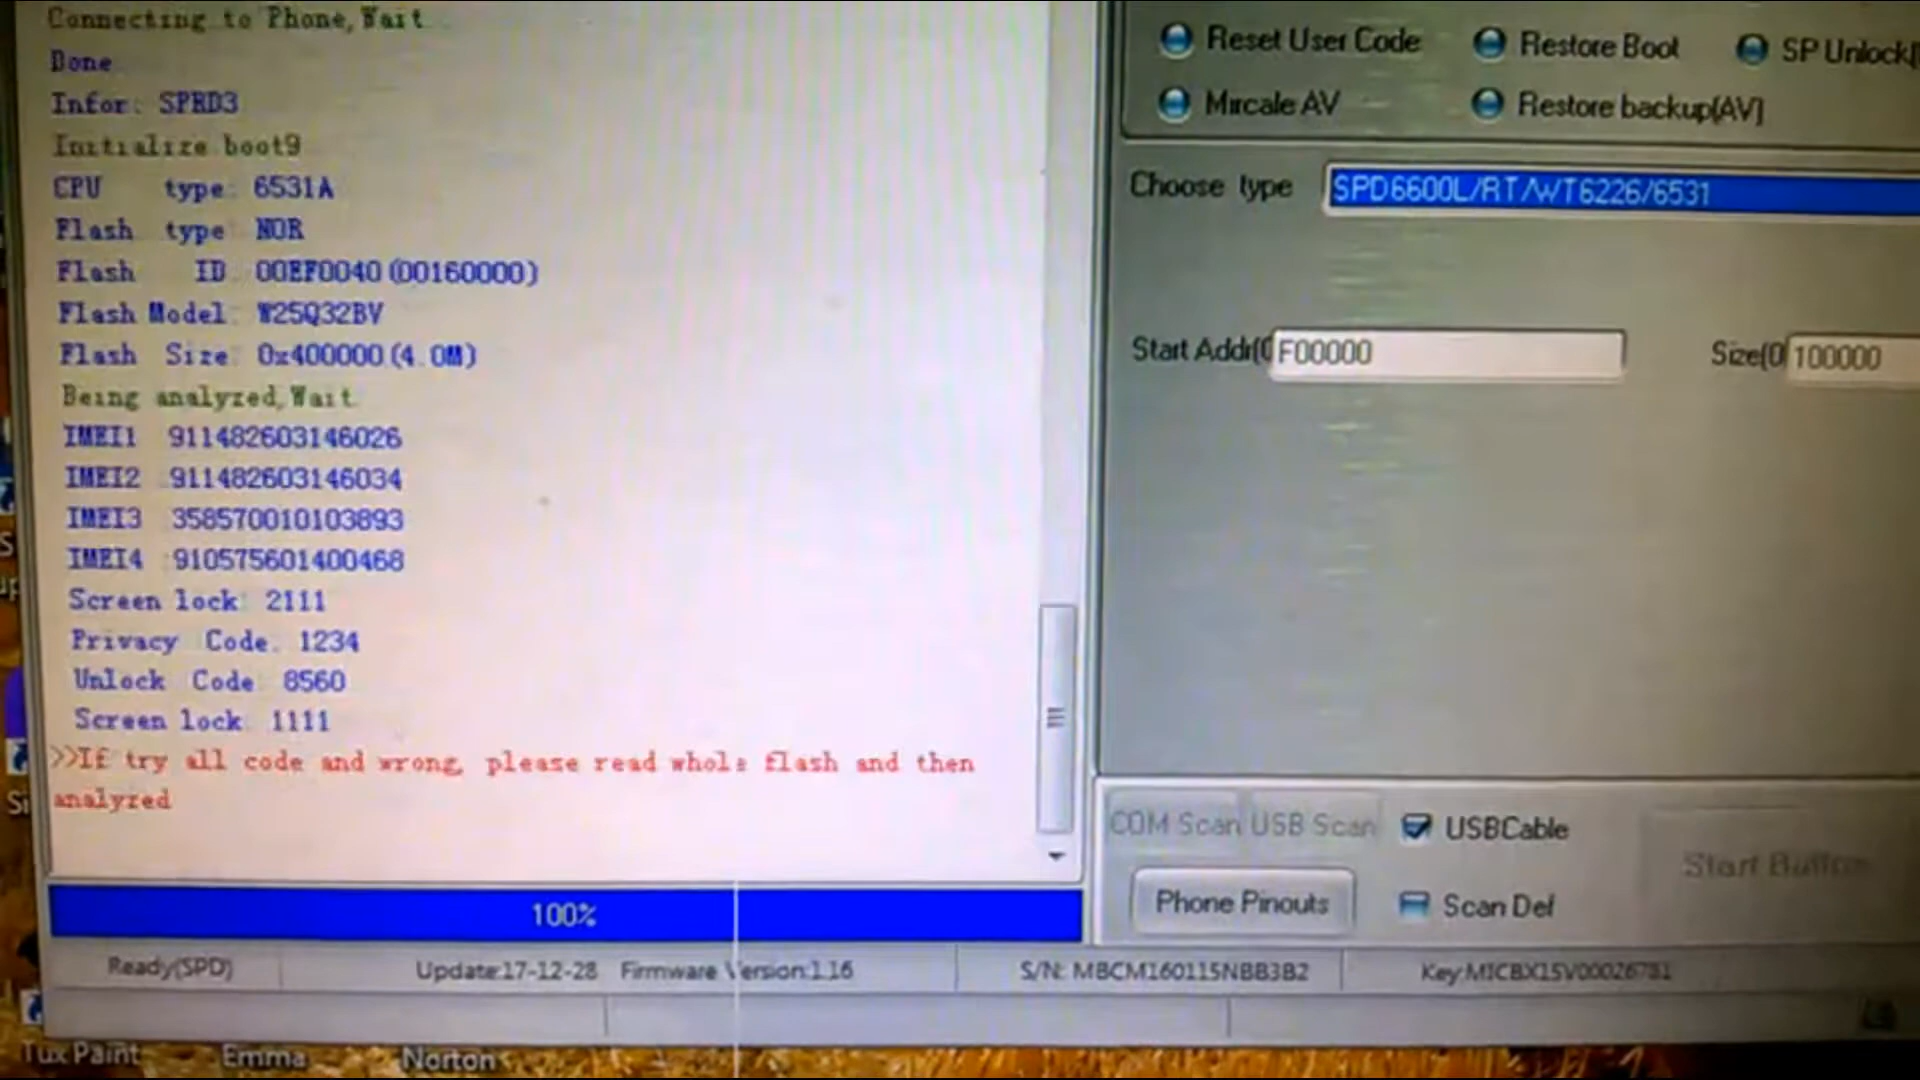 Connecting to Phone,Wait
Done.
Infor: SPRD3
Initialize boot9
CPU type: 6531A
Flash type NOR
Flash ID 00EF0040(00160000)
Flash Model: W25Q32BV
Flash Size: 0x400000(4.0M)
Being analyzed,Wait.
IMEI1 911482603146026
IMEI2 911482603146034
IMEI3 358570010103893
IMEI4 910575601400468
Screen lock: 2111
Privacy Code: 1234
Unlock Code: 8560
Screen lock: 1111
>>If try all code and wrong, please read whole flash and then
analyzed
100%
Ready(SPD)
Update:17-12-28
Firmware Version:1.16
S/N: MBCM160115NBB3B2
Key:MICBX15V00026781
Reset User Code
Restore Boot
SP Unlock[
Mircale AV
Restore backup[AV]
Choose type
SPD6600L/RT/WT6226/6531
Start Addr(0
F00000
Size(0
100000
COM Scan
USB Scan
USBCable
Start Button
Phone Pinouts
Scan Def
Tux Paint
Emma
Norton